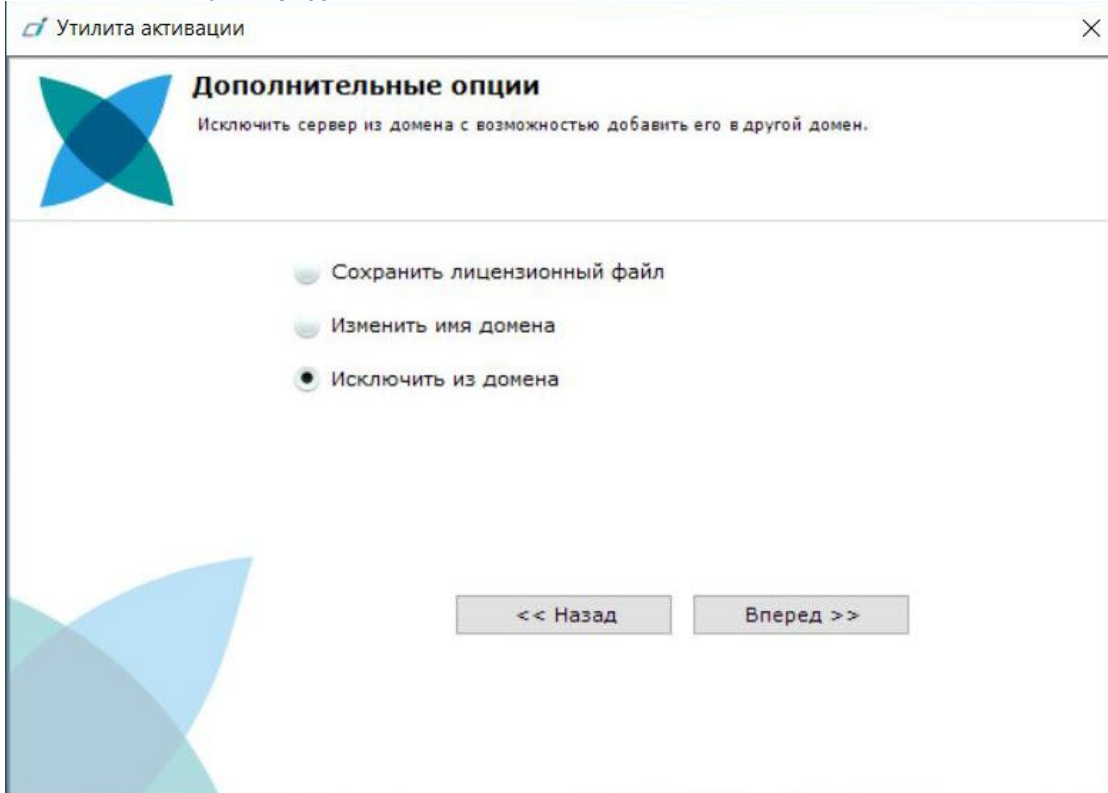 Утилита активации
Дополнительные опции
Исключить сервер из домена с возможностью добавить его в другой домен.
Сохранить лицензионный файл
Изменить имя домена
Исключить из домена
<< Назад
Вперед >>